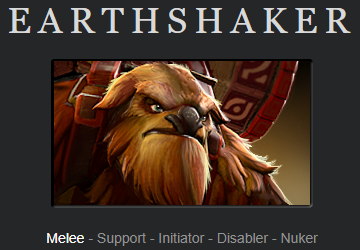 EARTHSHAKER
Melee - Support - Initiator - Disabler - Nuker